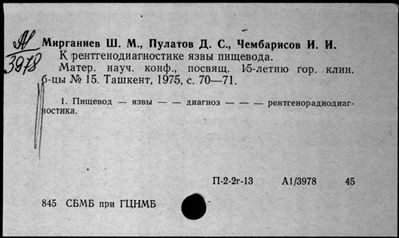 А1
3978
Мирганиев Ш. М., Пулатов Д. С., Чембарисов И. И.
К рентгенодиагностике язвы пищевода.
Матер. науч. конф., посвящ. 15-летию гор. клин.
б-цы № 15. Ташкент, 1975, с. 70—71.
1. Пищевод — язвы — — диагноз — — — рентгенорадиодиаг-
ностика.
П-2-2г-13 А1/3978 45
845 СБМБ при ГЦНМБ